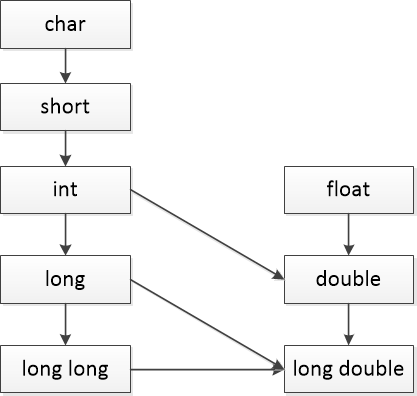 char
short
int
float
long
double
long long
long double